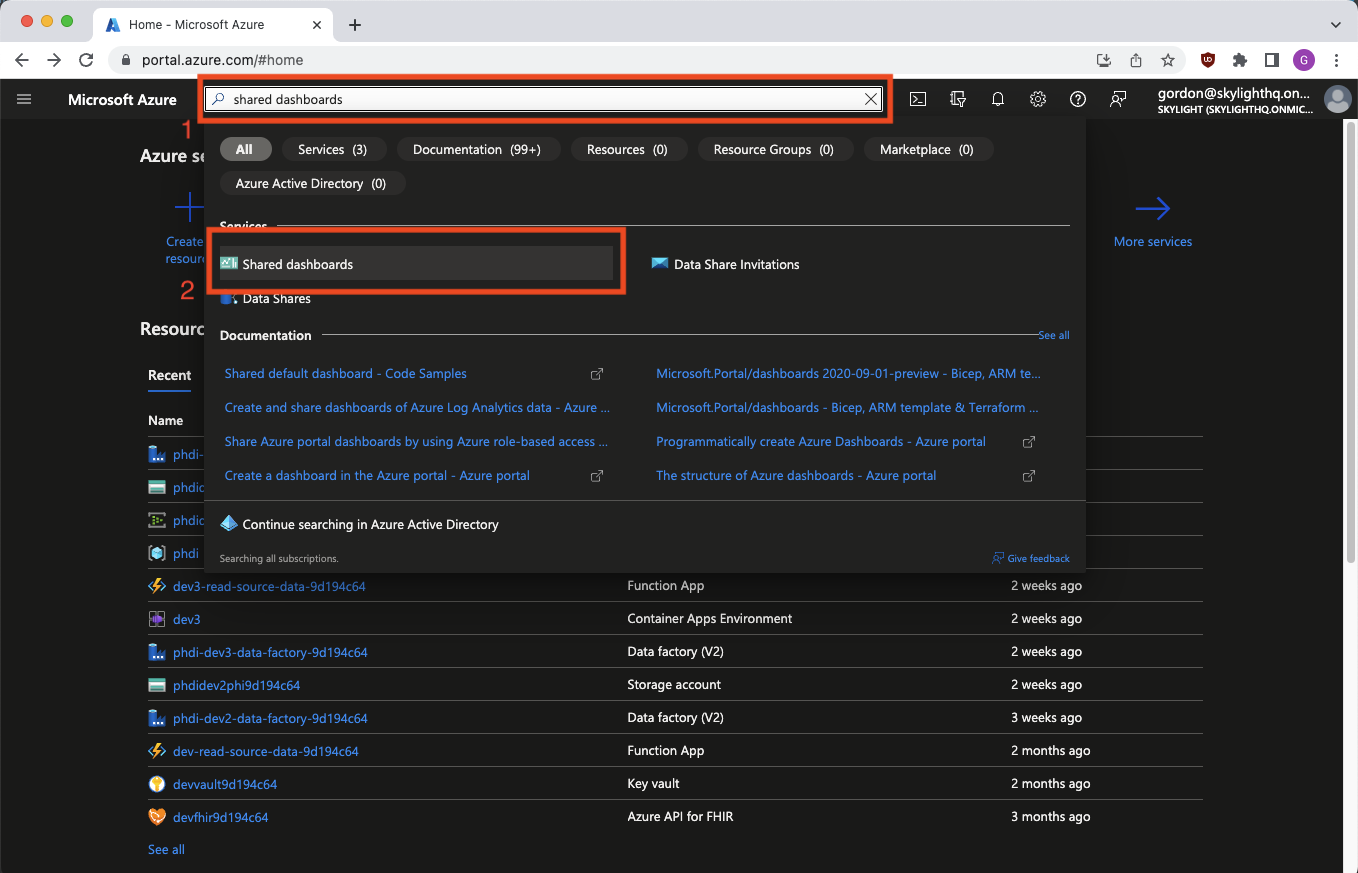 Home - Microsoft Azure
portal.azure.com/#home
G
Microsoft Azure
shared dashboards
gordon@skylighthq.on...
SKYLIGHT (SKYLIGHTHQ.ONMIC...
1
Azure se
All
Services (3)
Documentation (99+)
Resources (0)
Resource Groups (0)
Marketplace (0)
Azure Active Directory (0)
Services
Create
resourc
More services
Shared dashboards
Data Share Invitations
2
Data Shares
Resourc
Documentation
See all
Recent
Shared default dashboard - Code Samples
Microsoft.Portal/dashboards 2020-09-01-preview - Bicep, ARM te...
Create and share dashboards of Azure Log Analytics data - Azure ...
Microsoft.Portal/dashboards - Bicep, ARM template & Terraform ...
Name
Share Azure portal dashboards by using Azure role-based access ...
Programmatically create Azure Dashboards - Azure portal
phdi-
Create a dashboard in the Azure portal - Azure portal
The structure of Azure dashboards - Azure portal
phdic
phdic
Continue searching in Azure Active Directory
phdi
Searching all subscriptions.
Give feedback
dev3-read-source-data-9d194c64 Function App 2 weeks ago
dev3 Container Apps Environment 2 weeks ago
phdi-dev3-data-factory-9d194c64 Data factory (V2) 2 weeks ago
phdidev2phi9d194c64 Storage account 2 weeks ago
phdi-dev2-data-factory-9d194c64 Data factory (V2) 3 weeks ago
dev-read-source-data-9d194c64 Function App 2 months ago
devvault9d194c64 Key vault 2 months ago
devfhir9d194c64 Azure API for FHIR 3 months ago
See all